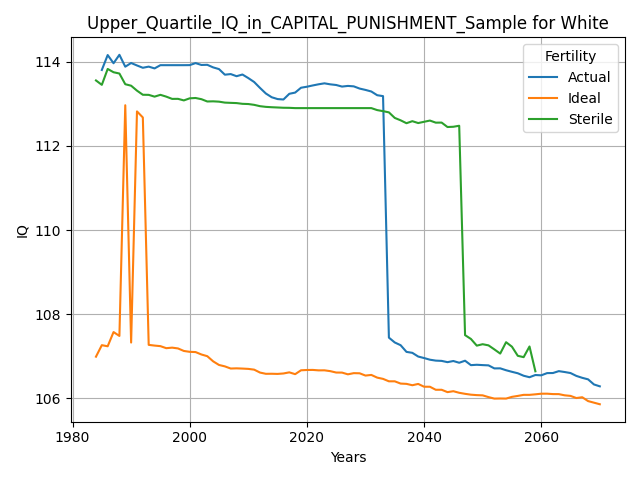 Upper_Quartile_IQ_in_CAPITAL_PUNISHMENT_Sample for White
Fertility
Actual
Ideal
Sterile
IQ
114
112
110
108
106
1980
2000
2020
2040
2060
Years